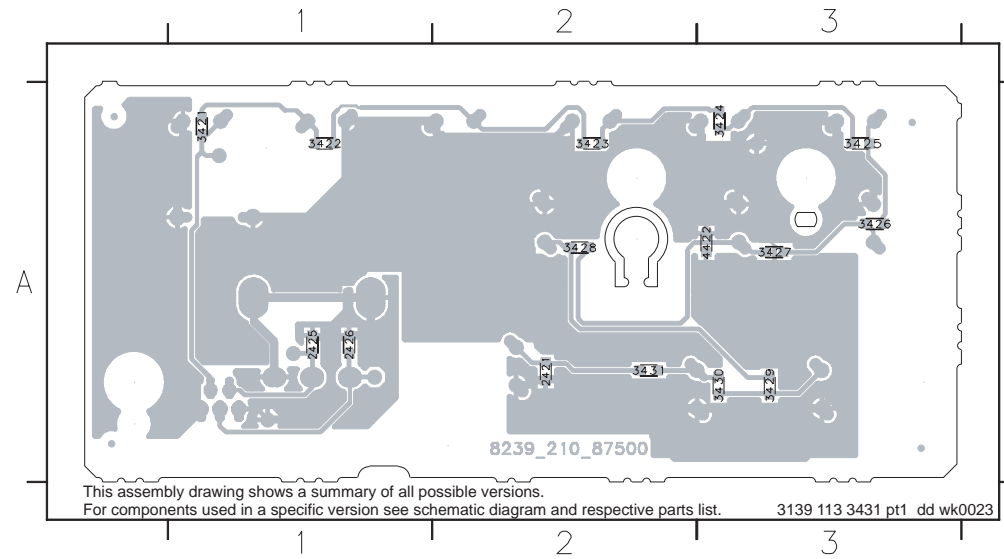 1 2 3
3421 3422 3423 3424 3425
3426
3428 4422 3427
A
2425 2426
2421 3431 3430 3429
8239_210_87500
This assembly drawing shows a summary of all possible versions.
For components used in a specific version see schematic diagram and respective parts list. 3139 113 3431 pt1 dd wk0023
1 2 3